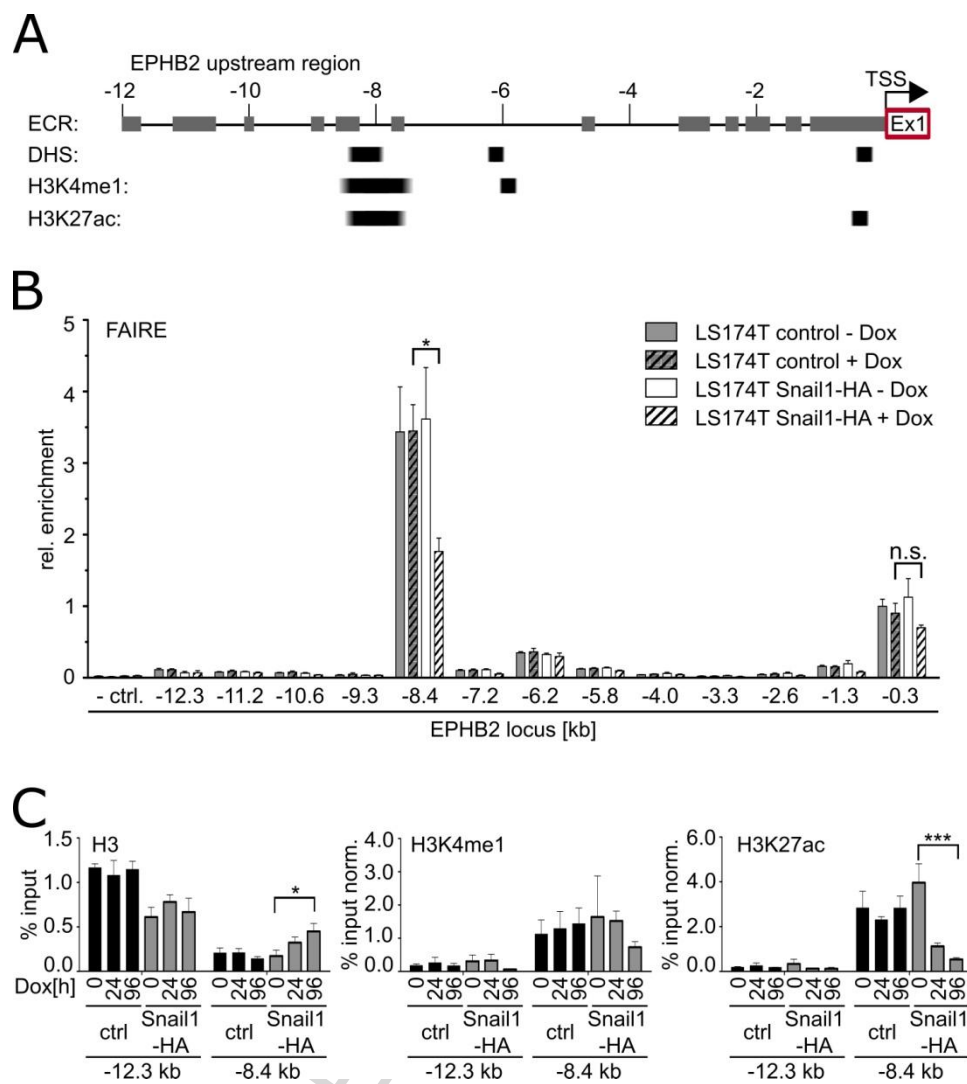 A
EPHB2 upstream region
-12 -10 -8 -6 -4 -2 TSS
ECR: Ex1
DHS:
H3K4me1:
H3K27ac:
B
FAIRE
rel. enrichment
5
4
3
2
1
0
LS174T control - Dox
LS174T control + Dox
LS174T Snail1-HA - Dox
LS174T Snail1-HA + Dox
*
n.s.
- ctrl. -12.3 -11.2 -10.6 -9.3 -8.4 -7.2 -6.2 -5.8 -4.0 -3.3 -2.6 -1.3 -0.3
EPHB2 locus [kb]
C
H3
% input
1.5
1.0
0.5
0.0
*
Dox[h] 0 24 96 0 24 96 0 24 96 0 24 96
ctrl Snail1-HA ctrl Snail1-HA
-12.3 kb -8.4 kb
H3K4me1
% input norm.
4.0
2.0
1.0
0.0
0 24 96 0 24 96 0 24 96 0 24 96
ctrl Snail1-HA ctrl Snail1-HA
-12.3 kb -8.4 kb
H3K27ac
% input norm.
6.0
4.0
2.0
0.0
***
0 24 96 0 24 96 0 24 96 0 24 96
ctrl Snail1-HA ctrl Snail1-HA
-12.3 kb -8.4 kb